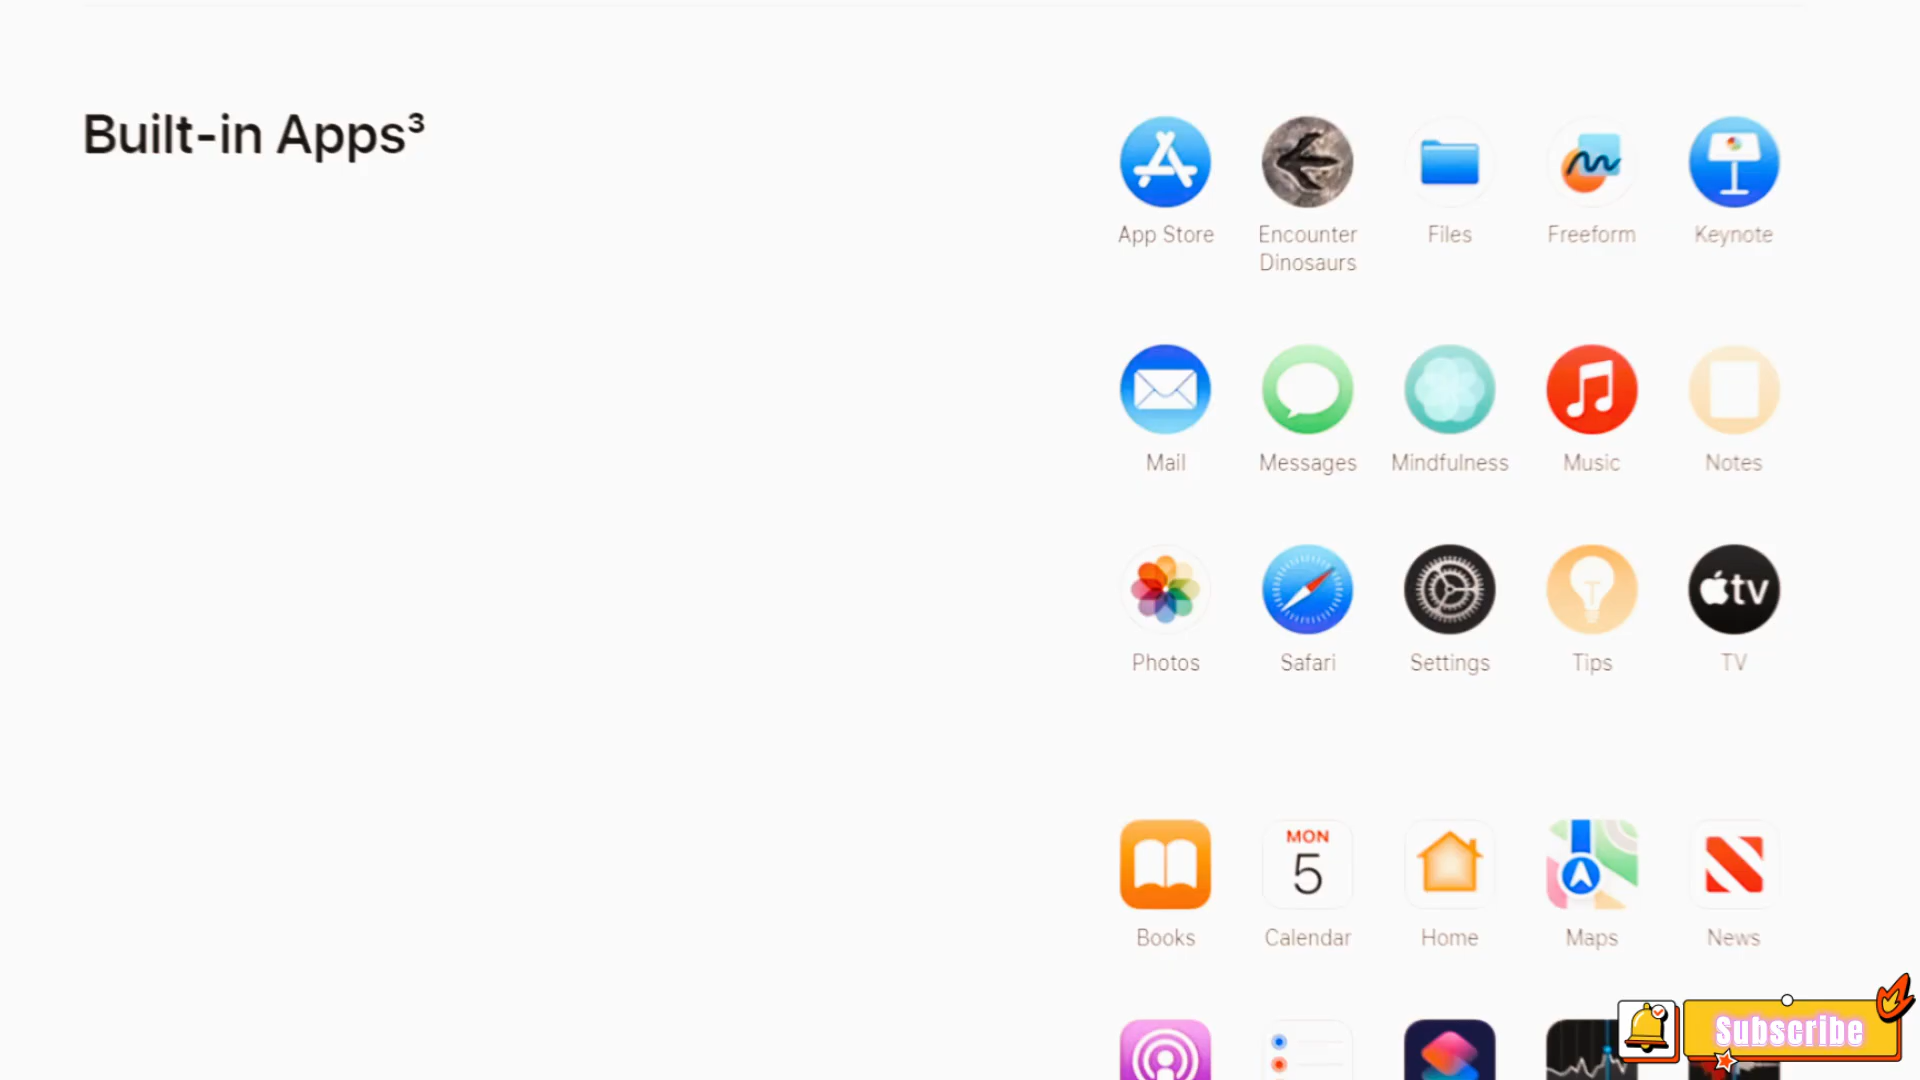 Built-in Apps³
App Store
Encounter
Dinosaurs
Files
Freeform
Keynote
Mail
Messages
Mindfulness
Music
Notes
tv
Photos
Safari
Settings
Tips
TV
MON
5
Books
Calendar
Home
Maps
News
Subscribe